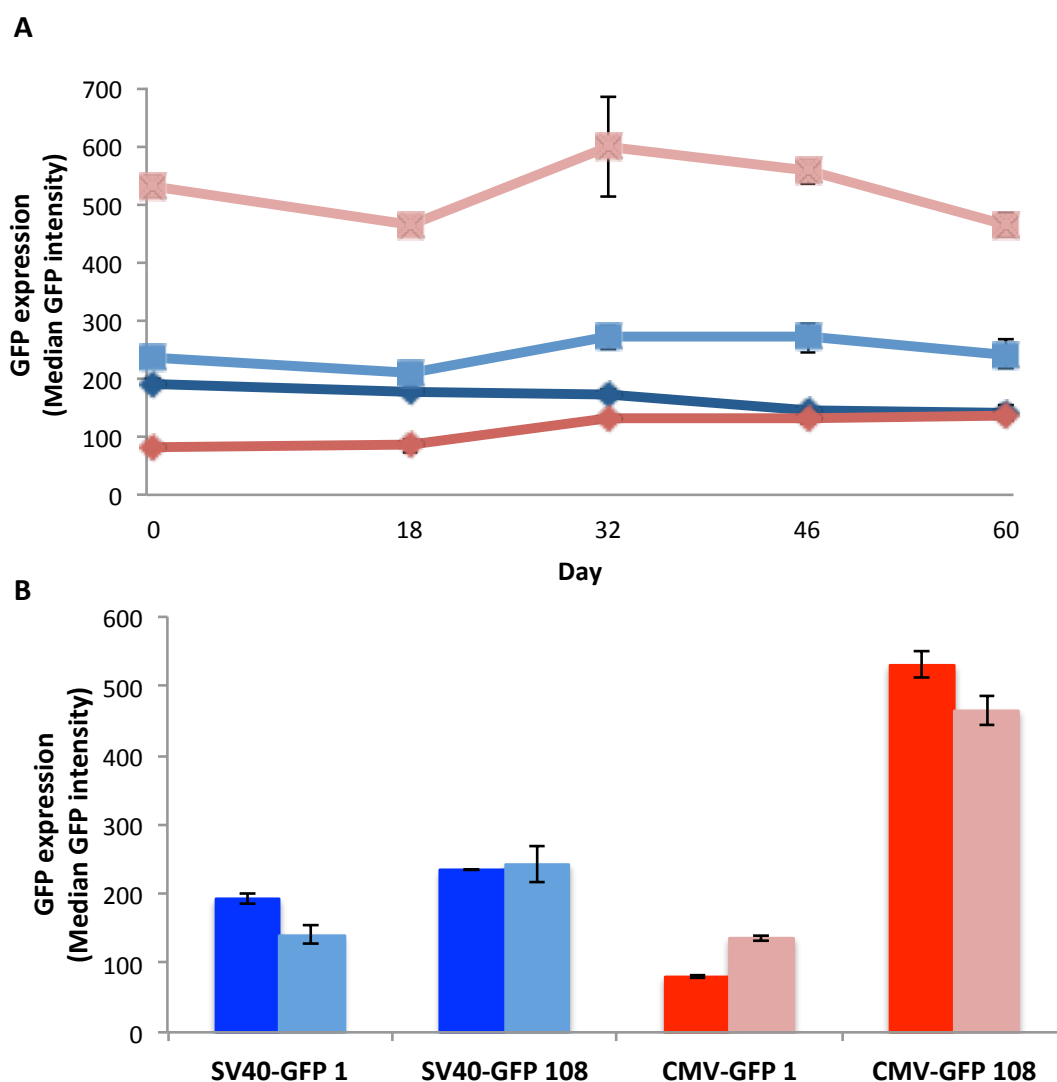 A
GFP expression
(Median GFP intensity)
700
600
500
400
300
200
100
0
0 18 32 46 60
Day
B
GFP expression
(Median GFP intensity)
600
500
400
300
200
100
0
SV40-GFP 1 SV40-GFP 108 CMV-GFP 1 CMV-GFP 108